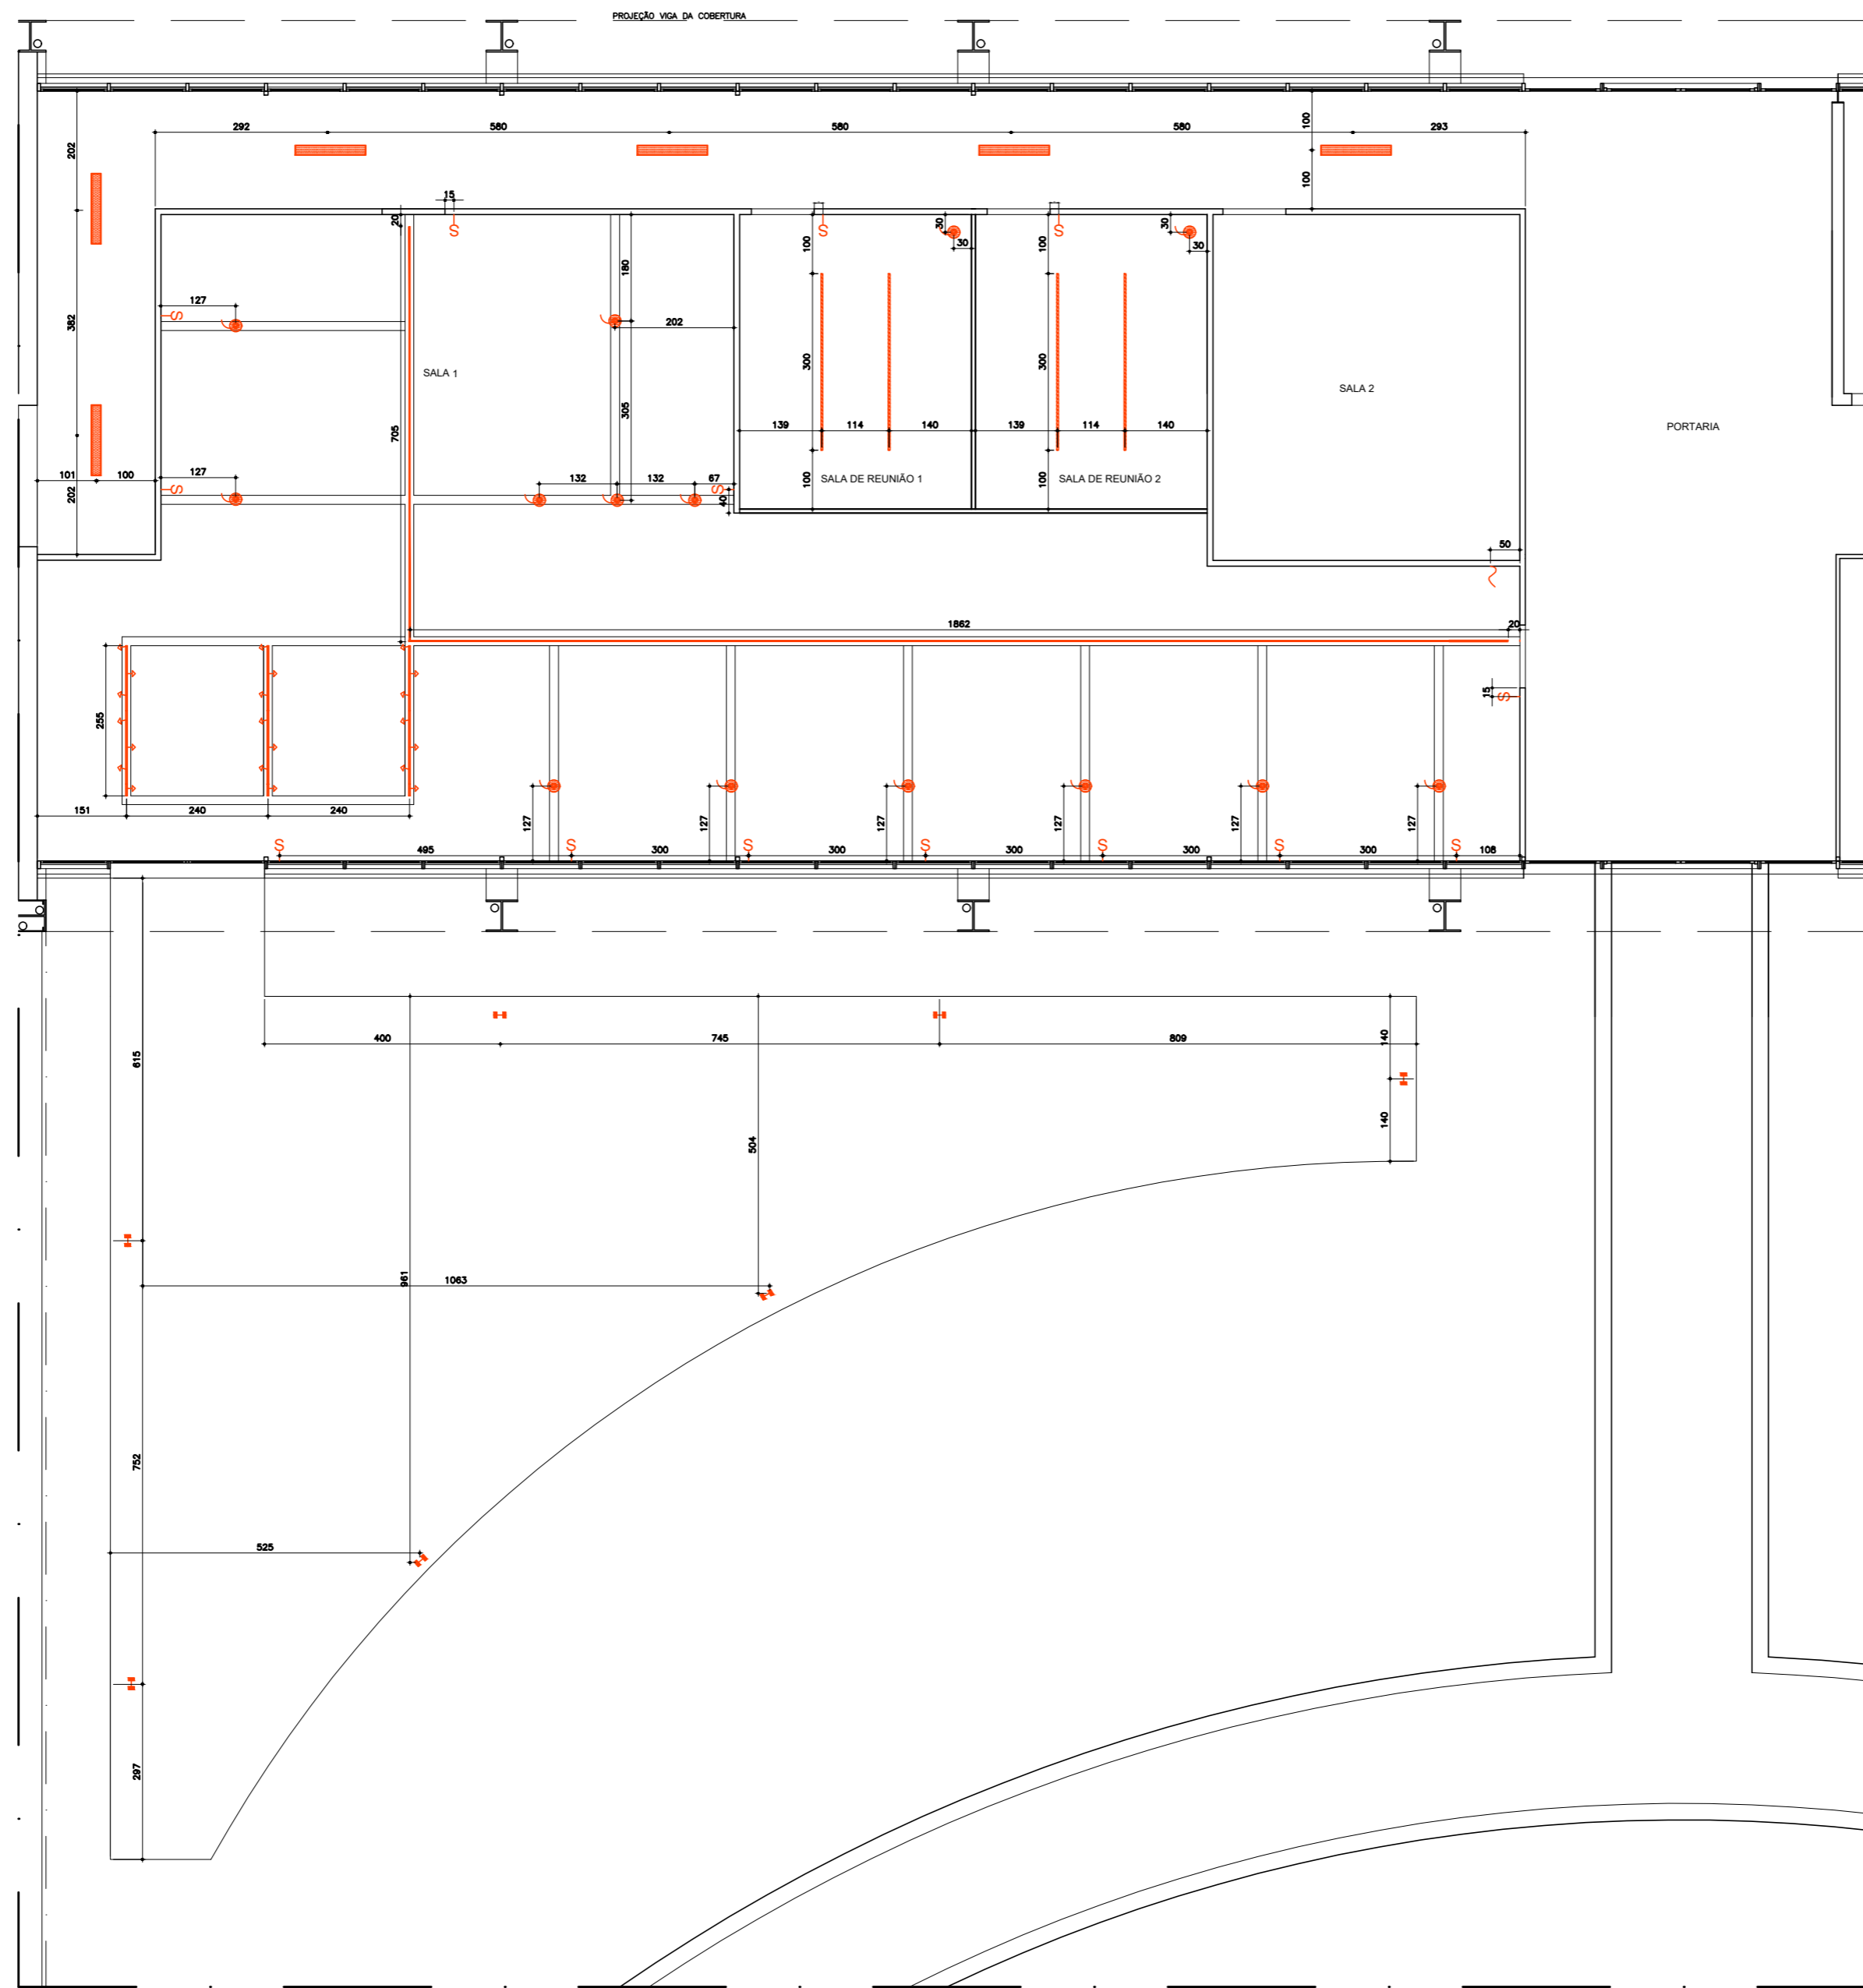 PROJEÇÃO VIGA DA COBERTURA
292 580 580 580 293
100
202
100
15
20
30 30
100 100
30 30
180
127
202
382
SALA 1
300 300
SALA 2
305
705
139 114 140 139 114 140
PORTARIA
101 100
127
132 132 67
SALA DE REUNIÃO 1
SALA DE REUNIÃO 2
100 100
40
202
50
1862
20
15
255
151 240 240
127 127 127 127 127 127
495 300 300 300 300 300 108
400 745 809
140
615
140
504
961
1063
752
525
297
S
S
S
S
S
S
S
S
S
S
S
S
S
S